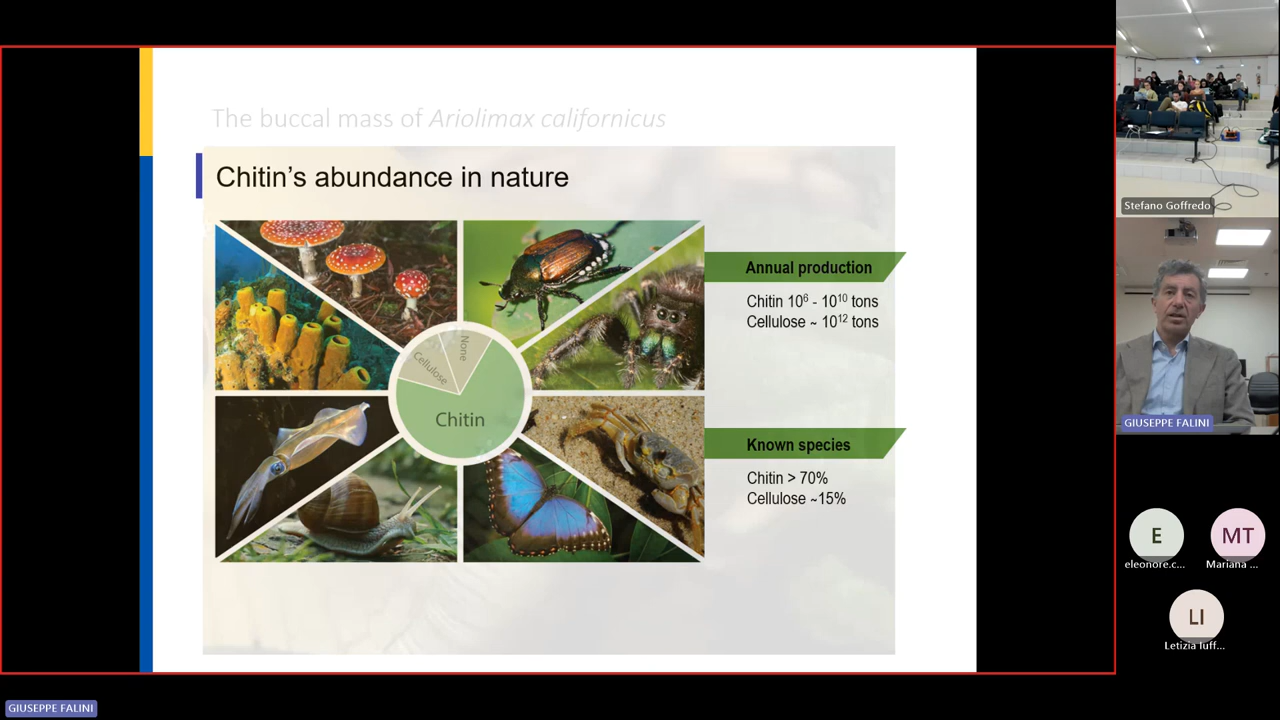 The buccal mass of Ariolimax californicus
Chitin's abundance in nature
None
Cellulose
Chitin
Annual production
Chitin 10⁶ - 10¹⁰ tons
Cellulose ~ 10¹² tons
Known species
Chitin > 70%
Cellulose ~15%
Stefano Goffredo
GIUSEPPE FALINI
E
eleonore.c...
MT
Mariana ...
LI
Letizia Iuff...
GIUSEPPE FALINI